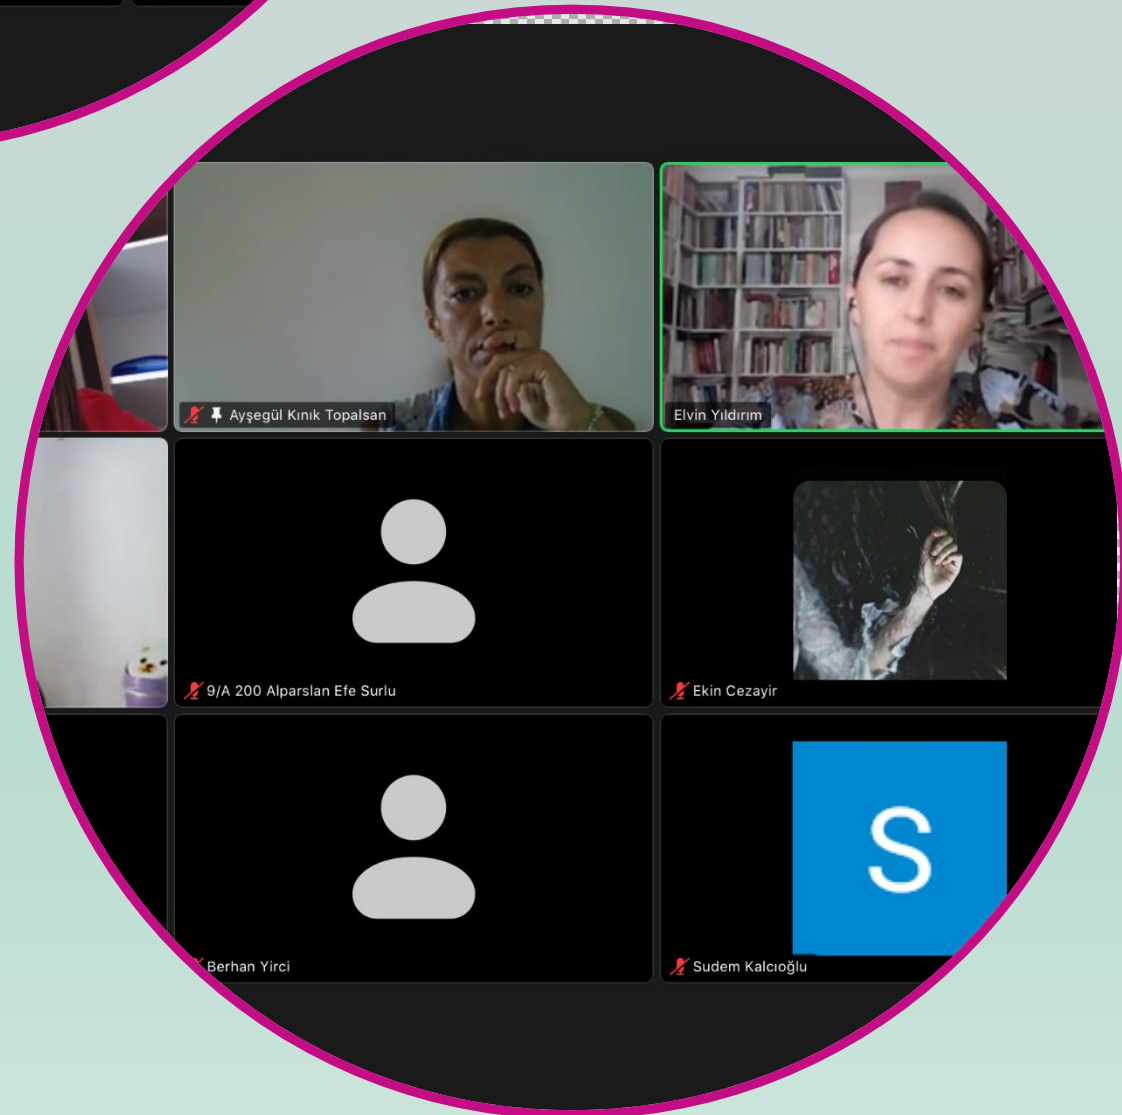 Ayşegül Kınık Topalsan
Elvin Yıldırım
9/A 200 Alparslan Efe Surlu
Ekin Cezayir
Berhan Yirci
S
Sudem Kalcıoğlu